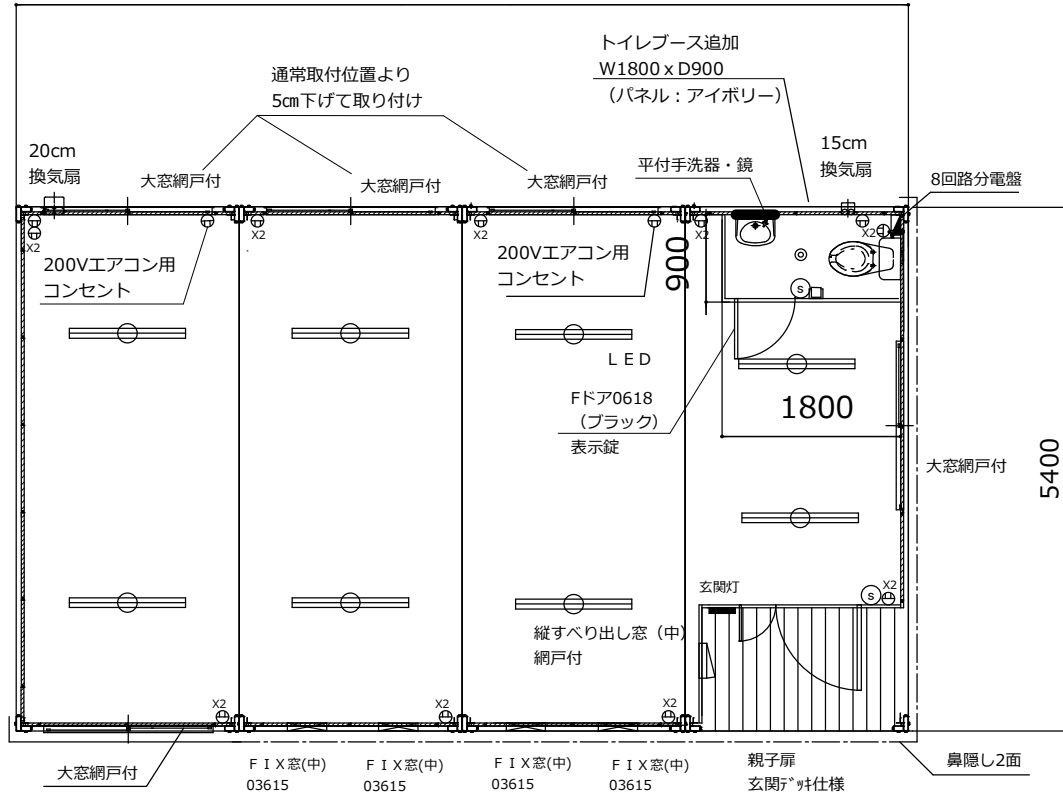 トイレブース追加
W1800 x D900
（パネル：アイボリー）
通常取付位置より
5㎝下げて取り付け
20cm
換気扇
大窓網戸付
大窓網戸付
大窓網戸付
平付手洗器・鏡
15cm
換気扇
8回路分電盤
X2
X2
X2
X2
X2
200Vエアコン用
コンセント
200Vエアコン用
コンセント
900
S
ＬＥＤ
Fドア0618
（ブラック）
表示錠
1800
大窓網戸付
5400
玄関灯
S
X2
縦すべり出し窓（中）
網戸付
X2
X2
X2
大窓網戸付
ＦＩＸ窓(中)
03615
ＦＩＸ窓(中)
03615
ＦＩＸ窓(中)
03615
ＦＩＸ窓(中)
03615
親子扉
玄関ﾃﾞｯｷ仕様
鼻隠し2面